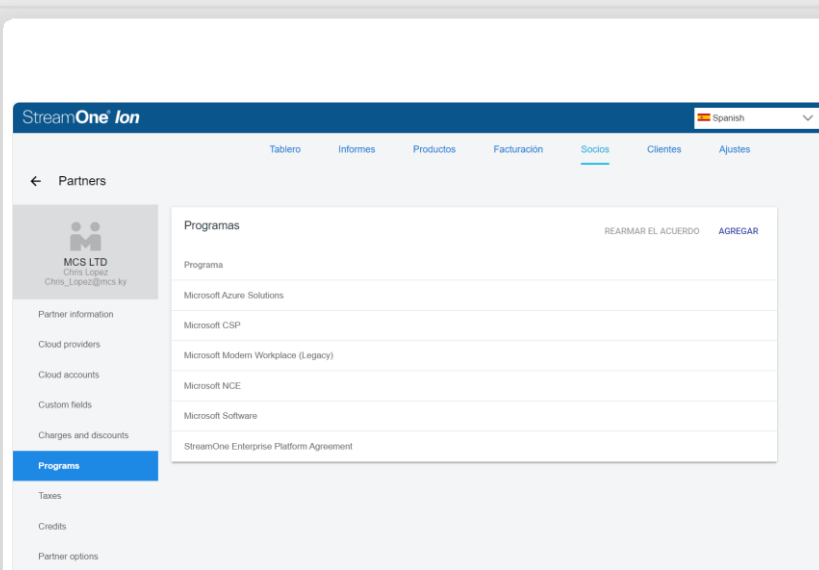 StreamOne® Ion
Spanish
Tablero Informes Productos Facturación Socios Clientes Ajustes
← Partners
MCS LTD
Chris Lopez
Chris_Lopez@mcs.ky
Partner information
Cloud providers
Cloud accounts
Custom fields
Charges and discounts
Programs
Taxes
Credits
Partner options
Programas
REARMAR EL ACUERDO AGREGAR
Programa
Microsoft Azure Solutions
Microsoft CSP
Microsoft Modern Workplace (Legacy)
Microsoft NCE
Microsoft Software
StreamOne Enterprise Platform Agreement